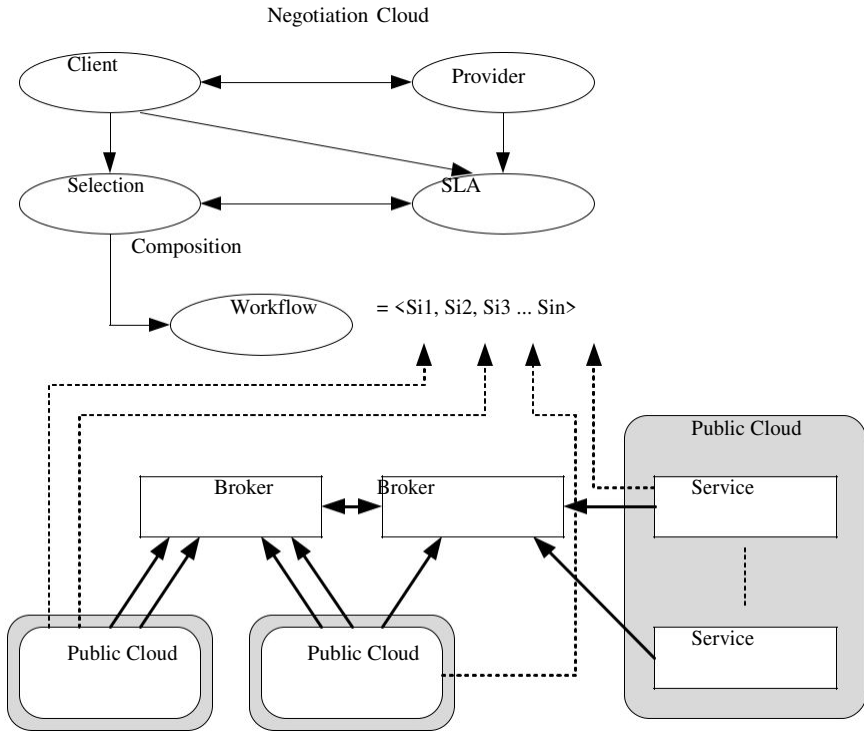 Negotiation Cloud
Client
Provider
Selection
SLA
Composition
Workflow
= <Si1, Si2, Si3 ... Sin>
Public Cloud
Broker
Broker
Service
Public Cloud
Public Cloud
Service